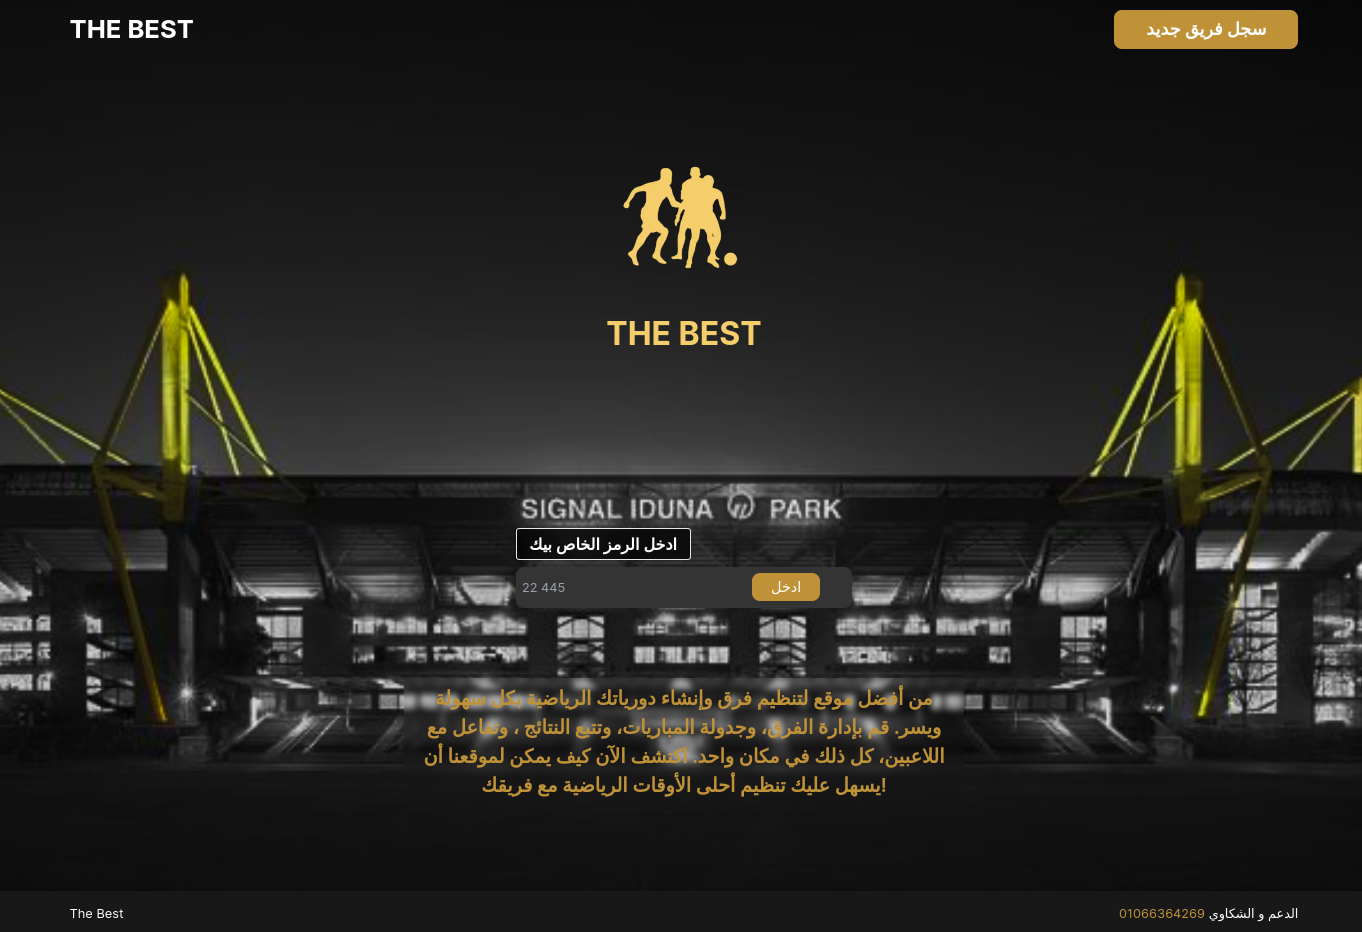 THE BEST
سجل فريق جديد
THE BEST
SIGNAL IDUNA PARK
ادخل الرمز الخاص بيك
22 445
ادخل
من أفضل موقع لتنظيم فرق وإنشاء دورياتك الرياضية بكل سهولة
ويسر. قم بإدارة الفرق، وجدولة المباريات، وتتبع النتائج ، وتفاعل مع
اللاعبين، كل ذلك في مكان واحد. اكتشف الآن كيف يمكن لموقعنا أن
يسهل عليك تنظيم أحلى الأوقات الرياضية مع فريقك!
The Best
الدعم و الشكاوي 01066364269